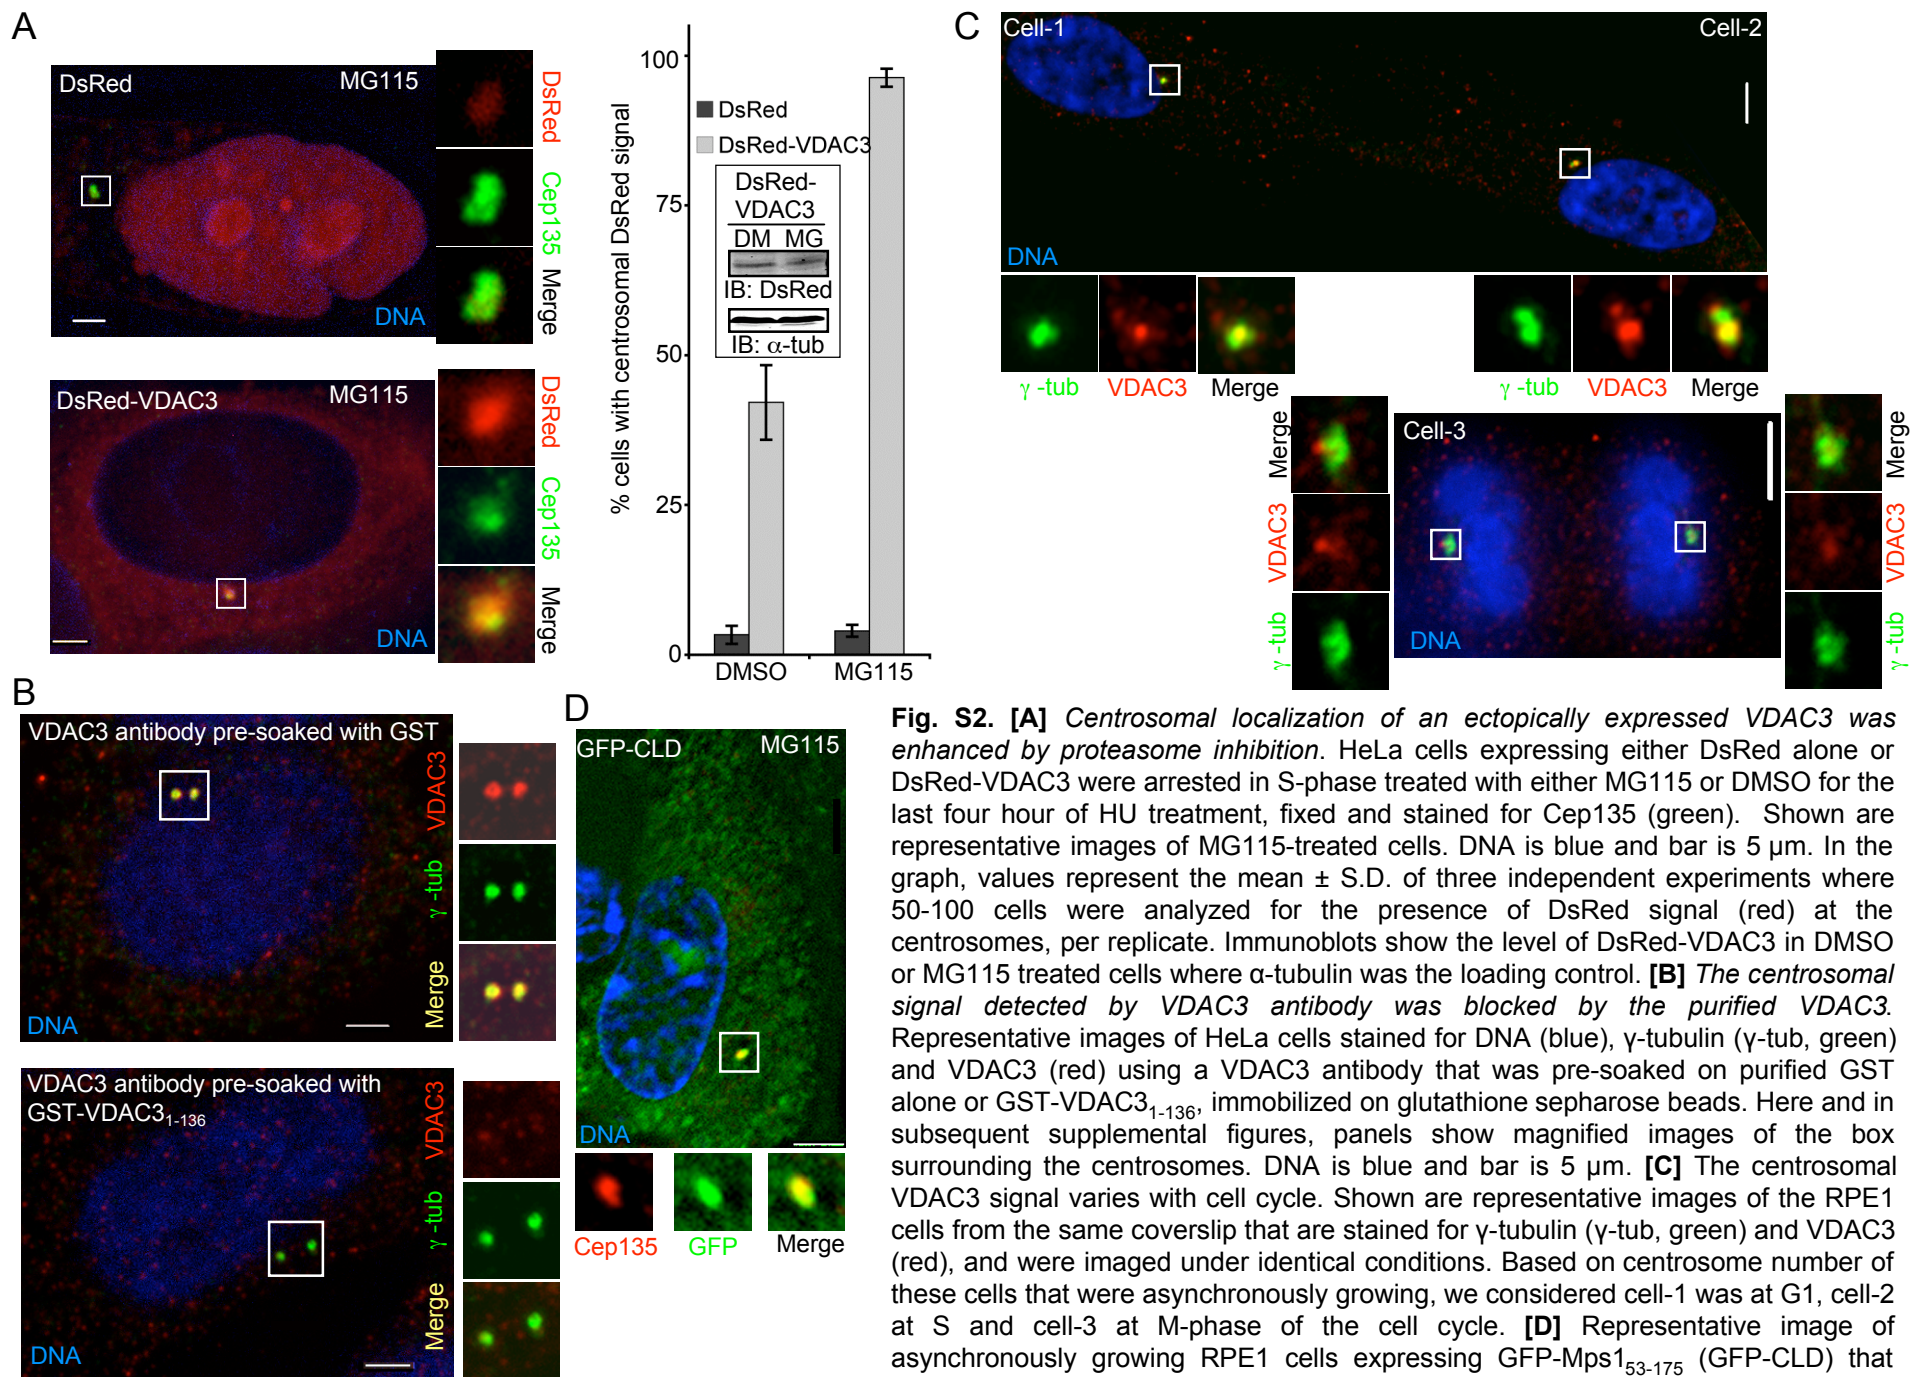 A
DsRed
MG115
DNA
DsRed
Cep135
Merge
DsRed-VDAC3
MG115
DNA
DsRed
Cep135
Merge
% cells with centrosomal DsRed signal
100
75
50
25
0
DsRed
DsRed-VDAC3
DsRed-
VDAC3
DM MG
IB: DsRed
IB: α-tub
DMSO
MG115
C
Cell-1
Cell-2
DNA
γ -tub
VDAC3
Merge
γ -tub
VDAC3
Merge
Merge
VDAC3
γ -tub
Cell-3
DNA
Merge
VDAC3
γ -tub
B
VDAC3 antibody pre-soaked with GST
DNA
VDAC3
γ -tub
Merge
VDAC3 antibody pre-soaked with
GST-VDAC31-136
DNA
VDAC3
γ -tub
Merge
D
GFP-CLD
MG115
DNA
Cep135
GFP
Merge
Fig. S2. [A] Centrosomal localization of an ectopically expressed VDAC3 was
enhanced by proteasome inhibition. HeLa cells expressing either DsRed alone or
DsRed-VDAC3 were arrested in S-phase treated with either MG115 or DMSO for the
last four hour of HU treatment, fixed and stained for Cep135 (green). Shown are
representative images of MG115-treated cells. DNA is blue and bar is 5 µm. In the
graph, values represent the mean ± S.D. of three independent experiments where
50-100 cells were analyzed for the presence of DsRed signal (red) at the
centrosomes, per replicate. Immunoblots show the level of DsRed-VDAC3 in DMSO
or MG115 treated cells where α-tubulin was the loading control. [B] The centrosomal
signal detected by VDAC3 antibody was blocked by the purified VDAC3.
Representative images of HeLa cells stained for DNA (blue), γ-tubulin (γ-tub, green)
and VDAC3 (red) using a VDAC3 antibody that was pre-soaked on purified GST
alone or GST-VDAC31-136, immobilized on glutathione sepharose beads. Here and in
subsequent supplemental figures, panels show magnified images of the box
surrounding the centrosomes. DNA is blue and bar is 5 µm. [C] The centrosomal
VDAC3 signal varies with cell cycle. Shown are representative images of the RPE1
cells from the same coverslip that are stained for γ-tubulin (γ-tub, green) and VDAC3
(red), and were imaged under identical conditions. Based on centrosome number of
these cells that were asynchronously growing, we considered cell-1 was at G1, cell-2
at S and cell-3 at M-phase of the cell cycle. [D] Representative image of
asynchronously growing RPE1 cells expressing GFP-Mps153-175 (GFP-CLD) that